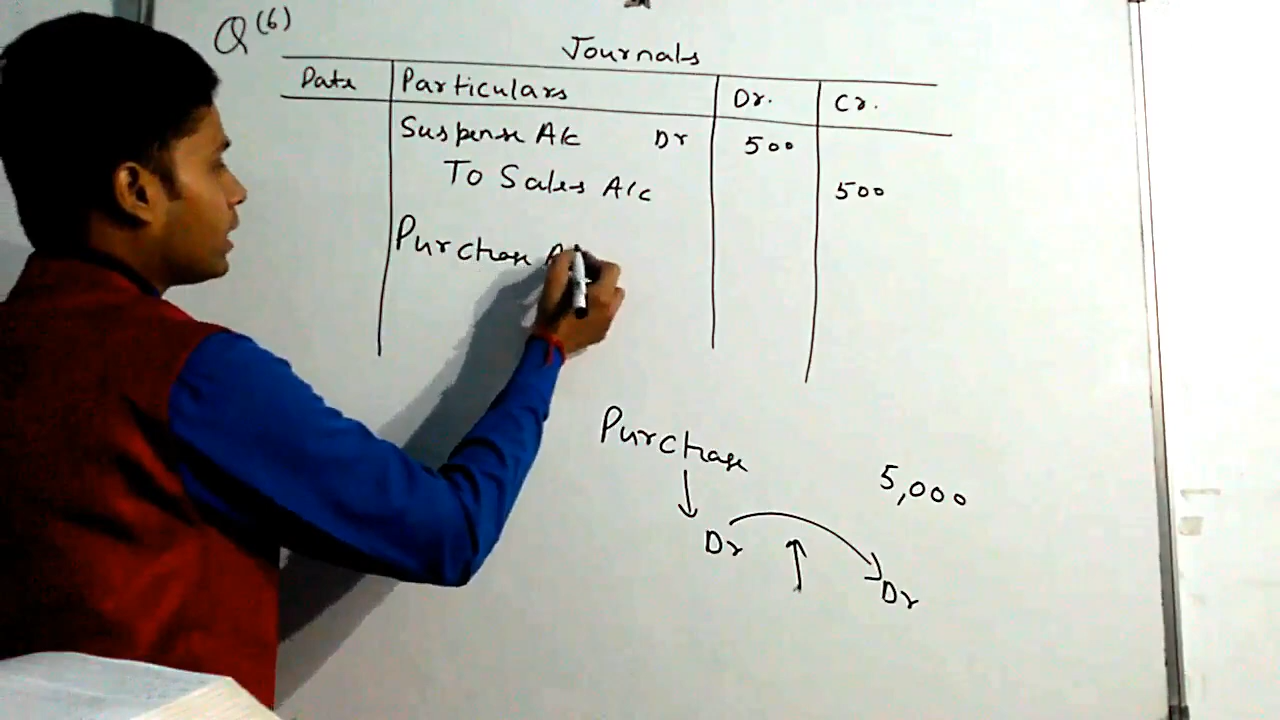 Q (6)
Journals
Date Particulars Dr. Cr.
Suspense A/c Dr 500
To Sales A/c 500
Purchase A
Purchase
5,000
Dr
Dr